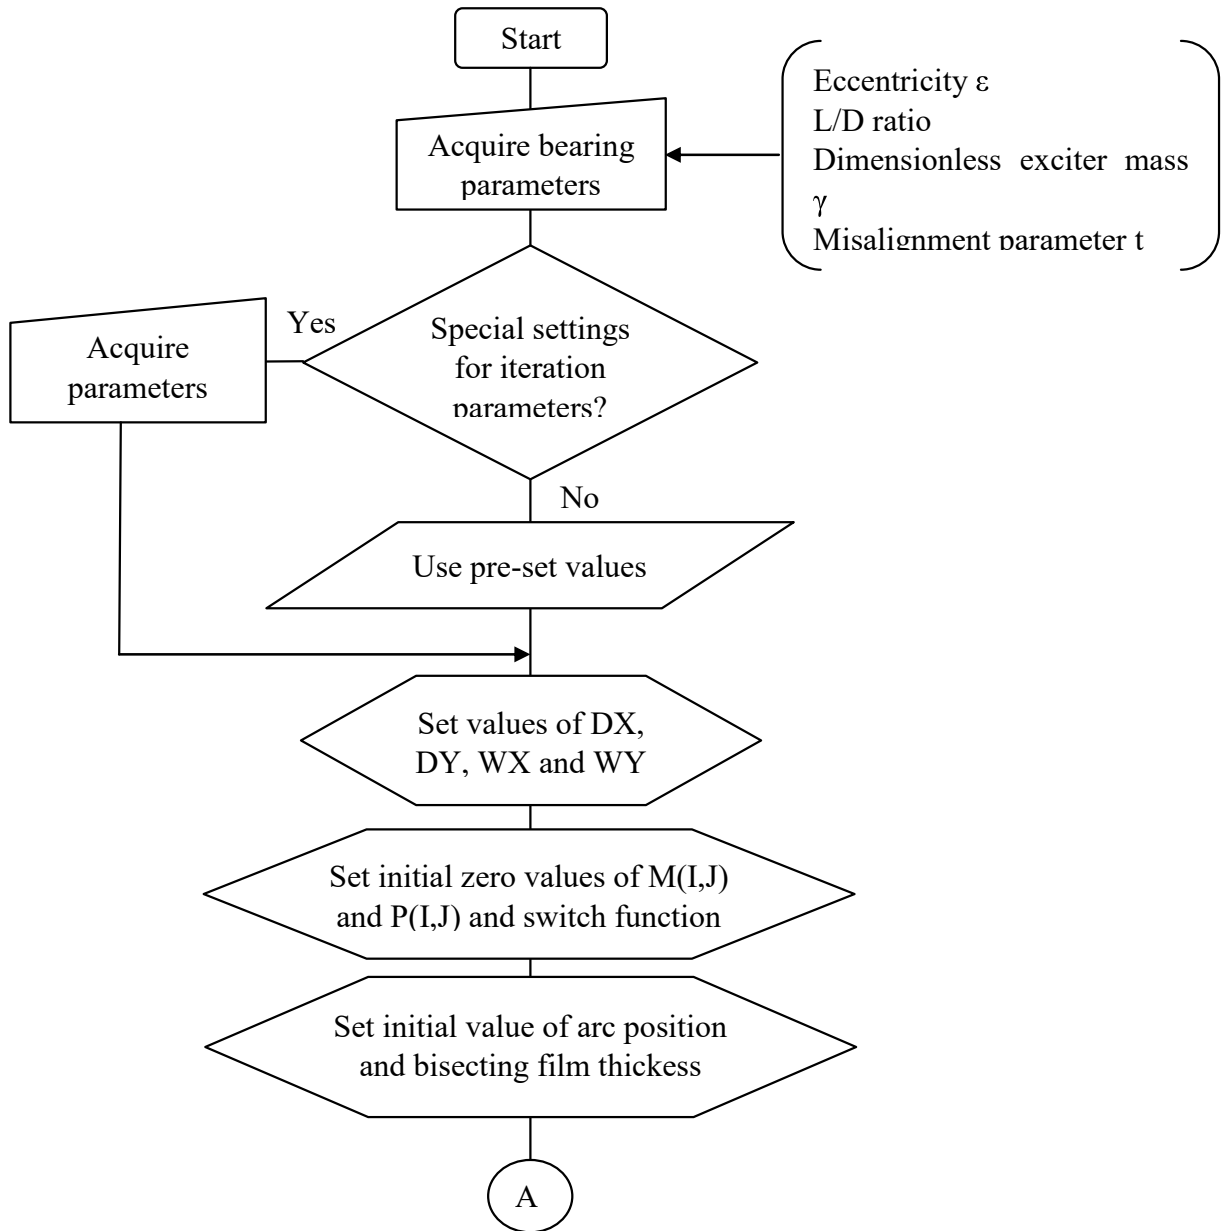 Start
Eccentricity ε
L/D ratio
Dimensionless exciter mass
γ
Misalignment parameter t
Acquire bearing
parameters
Yes
Special settings
for iteration
parameters?
Acquire
parameters
No
Use pre-set values
Set values of DX,
DY, WX and WY
Set initial zero values of M(I,J)
and P(I,J) and switch function
Set initial value of arc position
and bisecting film thickess
A